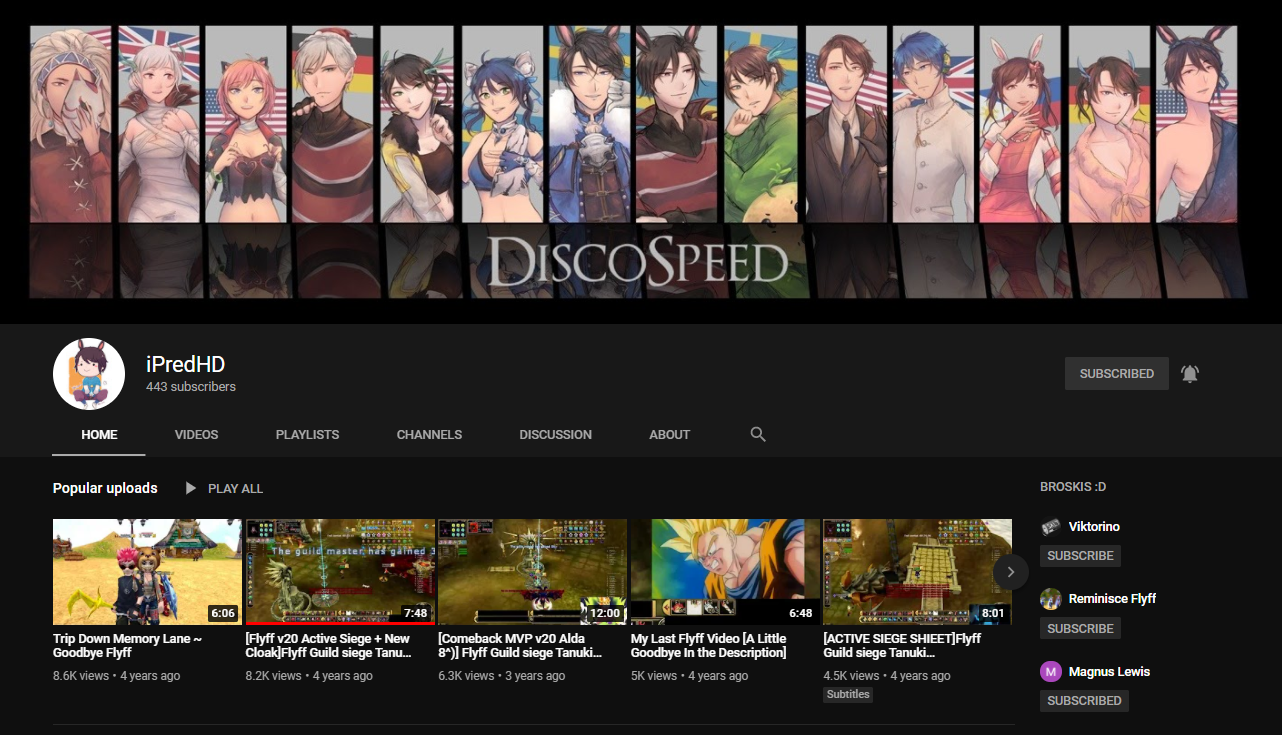 DISCOSPEED
iPredHD
443 subscribers
SUBSCRIBED
HOME VIDEOS PLAYLISTS CHANNELS DISCUSSION ABOUT
Popular uploads PLAY ALL
The guild master has gained 3
6:06
7:48
12:00
6:48
8:01
Trip Down Memory Lane ~
Goodbye Flyff
8.6K views • 4 years ago
[Flyff v20 Active Siege + New
Cloak]Flyff Guild siege Tanu...
8.2K views • 4 years ago
[Comeback MVP v20 Alda
8^)] Flyff Guild siege Tanuki...
6.3K views • 3 years ago
My Last Flyff Video [A Little
Goodbye In the Description]
5K views • 4 years ago
[ACTIVE SIEGE SHIEET]Flyff
Guild siege Tanuki...
4.5K views • 4 years ago
Subtitles
BROSKIS :D
Viktorino
SUBSCRIBE
Reminisce Flyff
SUBSCRIBE
M
Magnus Lewis
SUBSCRIBED